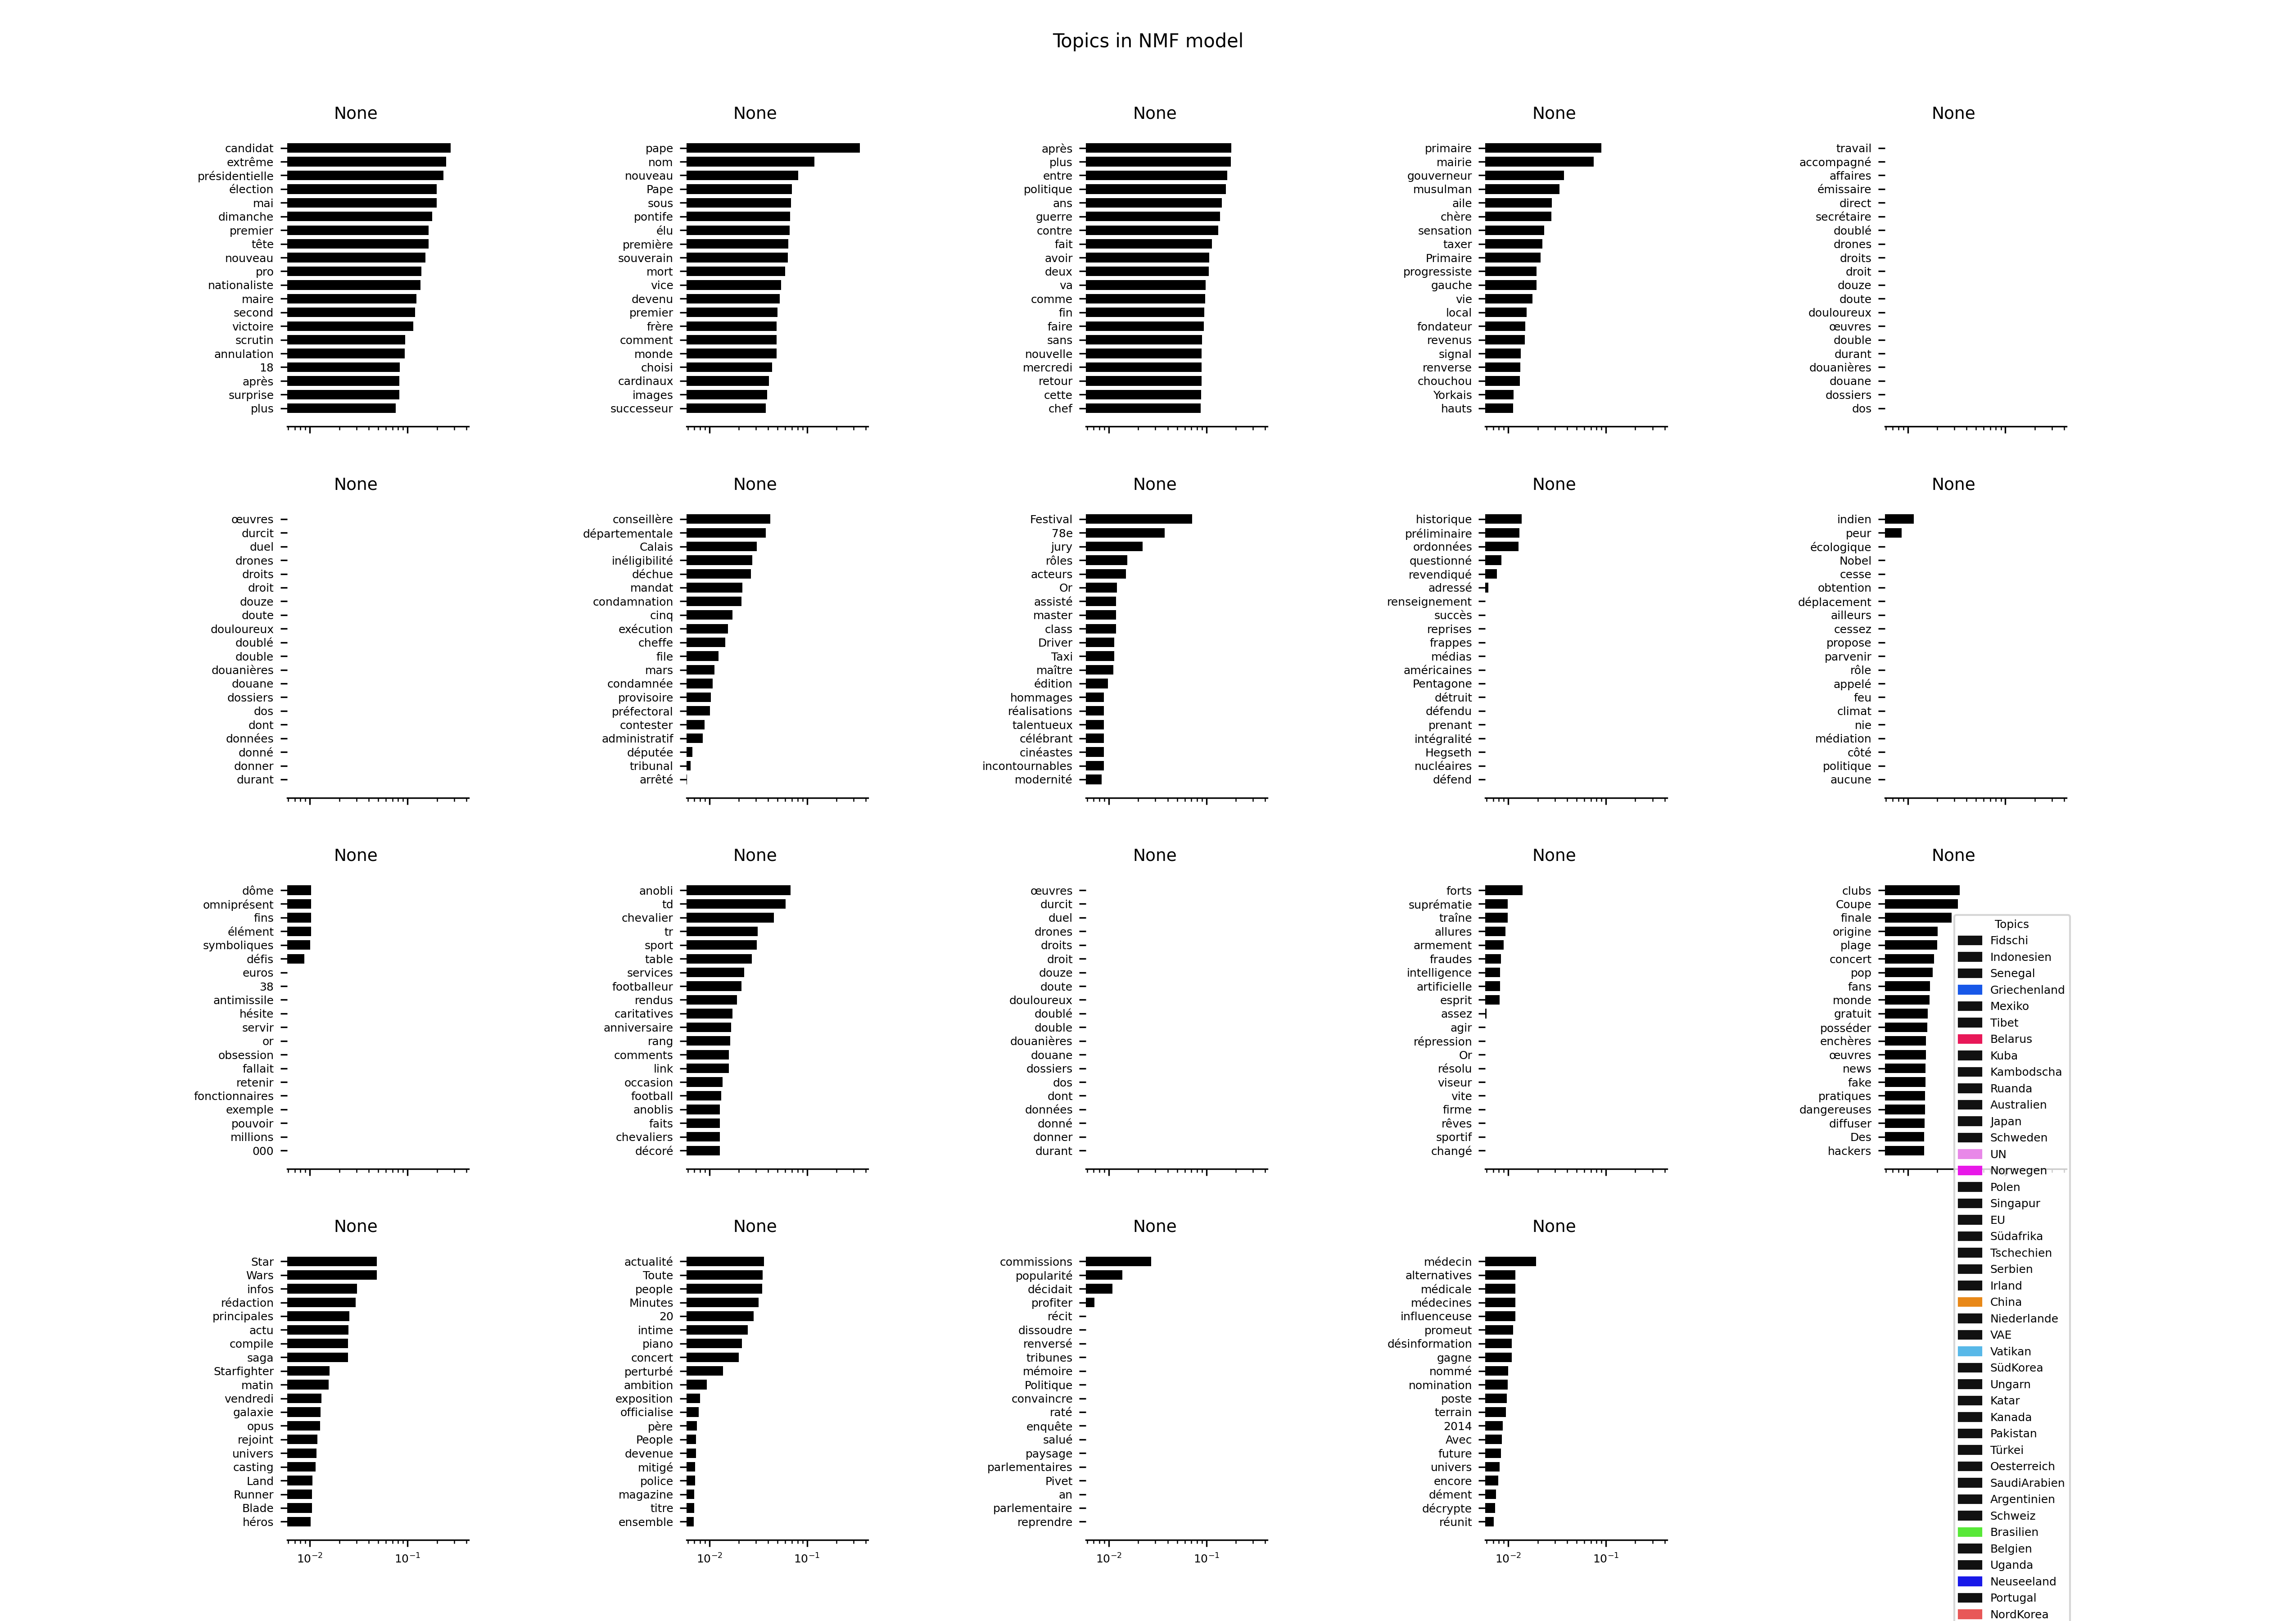 Topics in NMF model
None
candidat
extrême
présidentielle
élection
mai
dimanche
premier
tête
nouveau
pro
nationaliste
maire
second
victoire
scrutin
annulation
18
après
surprise
plus
None
pape
nom
nouveau
Pape
sous
pontife
élu
première
souverain
mort
vice
devenu
premier
frère
comment
monde
choisi
cardinaux
images
successeur
None
après
plus
entre
politique
ans
guerre
contre
fait
avoir
deux
va
comme
fin
faire
sans
nouvelle
mercredi
retour
cette
chef
None
primaire
mairie
gouverneur
musulman
aile
chère
sensation
taxer
Primaire
progressiste
gauche
vie
local
fondateur
revenus
signal
renverse
chouchou
Yorkais
hauts
None
travail
accompagné
affaires
émissaire
direct
secrétaire
doublé
drones
droits
droit
douze
doute
douloureux
œuvres
double
durant
douanières
douane
dossiers
dos
None
œuvres
durcit
duel
drones
droits
droit
douze
doute
douloureux
doublé
double
douanières
douane
dossiers
dos
dont
données
donné
donner
durant
None
conseillère
départementale
Calais
inéligibilité
déchue
mandat
condamnation
cinq
exécution
cheffe
file
mars
condamnée
provisoire
préfectoral
contester
administratif
députée
tribunal
arrêté
None
Festival
78e
jury
rôles
acteurs
Or
assisté
master
class
Driver
Taxi
maître
édition
hommages
réalisations
talentueux
célébrant
cinéastes
incontournables
modernité
None
historique
préliminaire
ordonnées
questionné
revendiqué
adressé
renseignement
succès
reprises
frappes
médias
américaines
Pentagone
détruit
défendu
prenant
intégralité
Hegseth
nucléaires
défend
None
indien
peur
écologique
Nobel
cesse
obtention
déplacement
ailleurs
cessez
propose
parvenir
rôle
appelé
feu
climat
nie
médiation
côté
politique
aucune
None
dôme
omniprésent
fins
élément
symboliques
défis
euros
38
antimissile
hésite
servir
or
obsession
fallait
retenir
fonctionnaires
exemple
pouvoir
millions
000
None
anobli
td
chevalier
tr
sport
table
services
footballeur
rendus
caritatives
anniversaire
rang
comments
link
occasion
football
anoblis
faits
chevaliers
décoré
None
œuvres
durcit
duel
drones
droits
droit
douze
doute
douloureux
doublé
double
douanières
douane
dossiers
dos
dont
données
donné
donner
durant
None
forts
suprématie
traîne
allures
armement
fraudes
intelligence
artificielle
esprit
assez
agir
répression
Or
résolu
viseur
vite
firme
rêves
sportif
changé
None
clubs
Coupe
finale
origine
plage
concert
pop
fans
monde
gratuit
posséder
enchères
œuvres
news
fake
pratiques
dangereuses
diffuser
Des
hackers
Topics
Fidschi
Indonesien
Senegal
Griechenland
Mexiko
Tibet
Belarus
Kuba
Kambodscha
Ruanda
Australien
Japan
Schweden
UN
Norwegen
Polen
Singapur
EU
Südafrika
Tschechien
Serbien
Irland
China
Niederlande
VAE
Vatikan
SüdKorea
Ungarn
Katar
Kanada
Pakistan
Türkei
Oesterreich
SaudiArabien
Argentinien
Schweiz
Brasilien
Belgien
Uganda
Neuseeland
Portugal
NordKorea
None
Star
Wars
infos
rédaction
principales
actu
compile
saga
Starfighter
matin
vendredi
galaxie
opus
rejoint
univers
casting
Land
Runner
Blade
héros
10⁻² 10⁻¹
None
actualité
Toute
people
Minutes
20
intime
piano
concert
perturbé
ambition
exposition
officialise
père
People
devenue
mitigé
police
magazine
titre
ensemble
10⁻² 10⁻¹
None
commissions
popularité
décidait
profiter
récit
dissoudre
renversé
tribunes
mémoire
Politique
convaincre
raté
enquête
salué
paysage
parlementaires
Pivet
an
parlementaire
reprendre
10⁻² 10⁻¹
None
médecin
alternatives
médicale
médecines
influenceuse
promeut
désinformation
gagne
nommé
nomination
poste
terrain
2014
Avec
future
univers
encore
dément
décrypte
réunit
10⁻² 10⁻¹